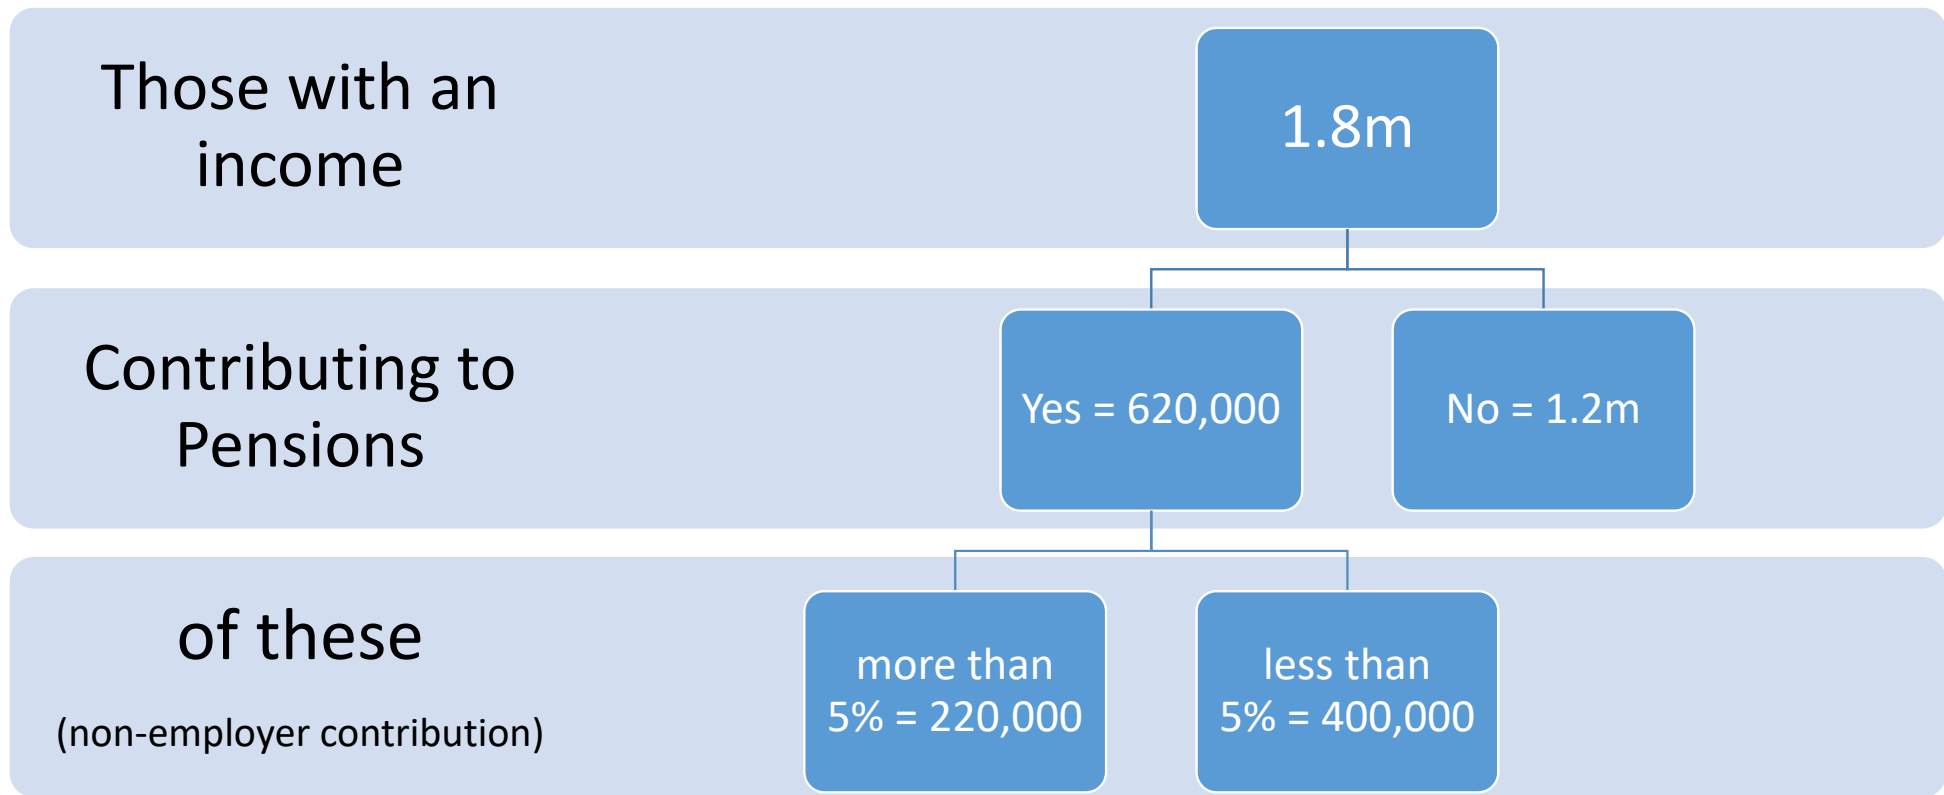 Those with an
income
1.8m
Contributing to
Pensions
Yes = 620,000
No = 1.2m
of these
(non-employer contribution)
more than
5% = 220,000
less than
5% = 400,000